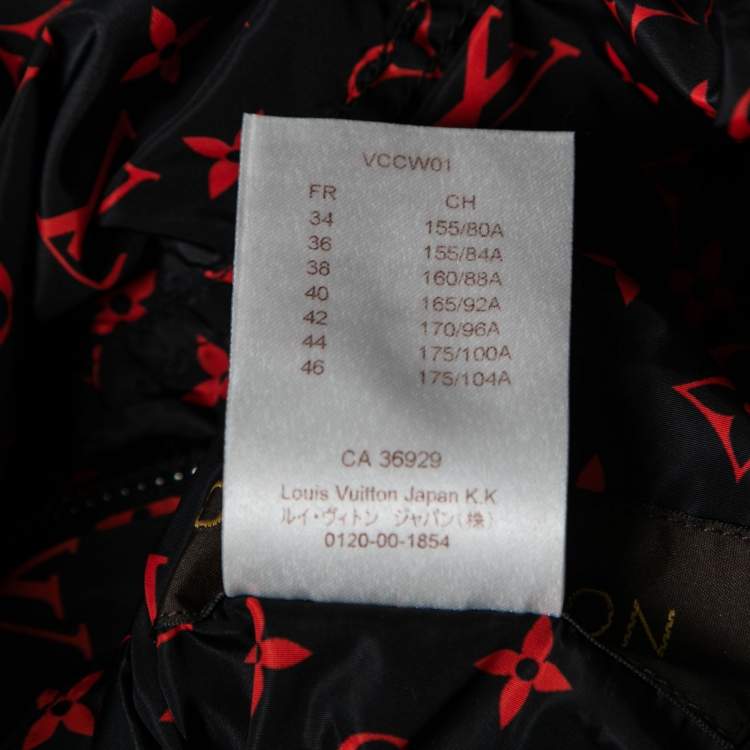 VCCW01
FR CH
34 155/80A
36 155/84A
38 160/88A
40 165/92A
42 170/96A
44 175/100A
46 175/104A
CA 36929
Louis Vuitton Japan K.K
ルイ・ヴィトン ジャパン(株)
0120-00-1854